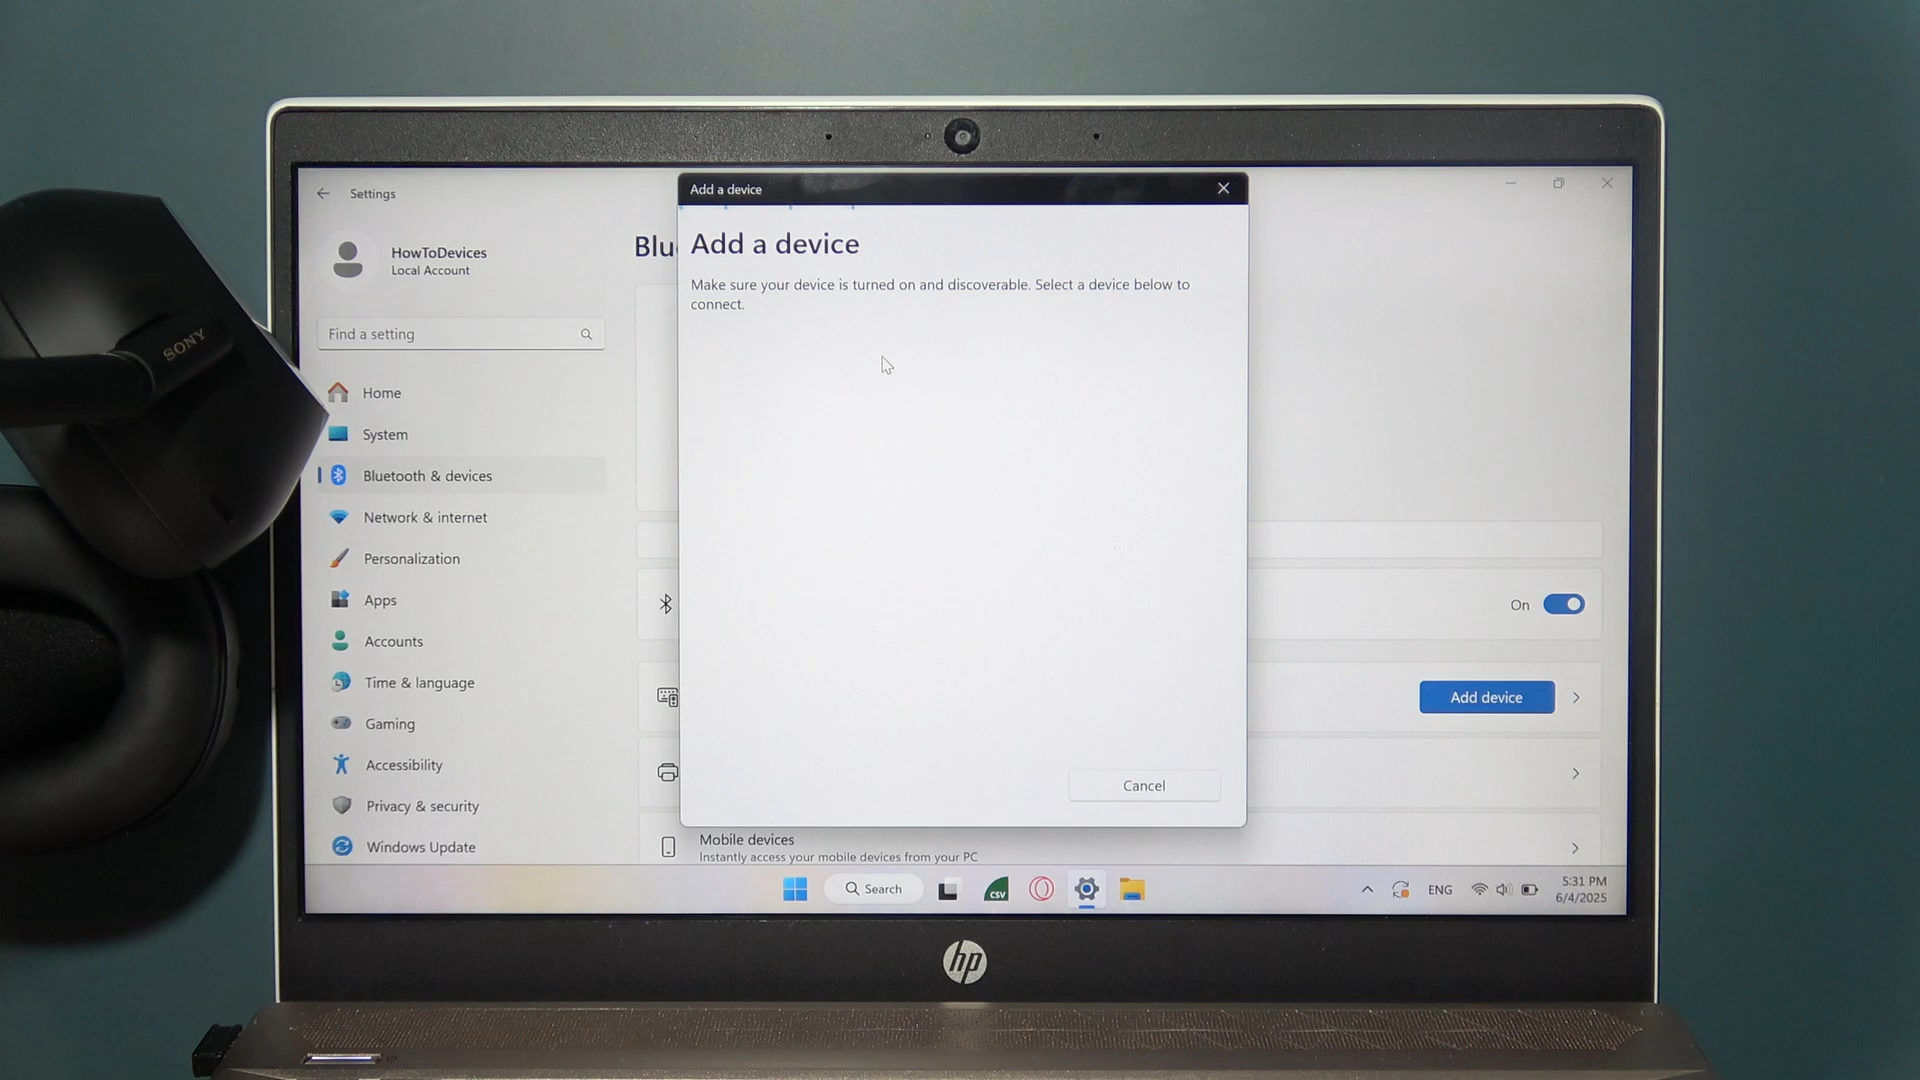 SONY
Settings
HowToDevices
Local Account
Find a setting
Home
System
Bluetooth & devices
Network & internet
Personalization
Apps
Accounts
Time & language
Gaming
Accessibility
Privacy & security
Windows Update
Blu
Add a device
Add a device
Make sure your device is turned on and discoverable. Select a device below to
connect.
Cancel
On
Add device
Mobile devices
Instantly access your mobile devices from your PC
Search
CSV
ENG
5:31 PM
6/4/2025
hp